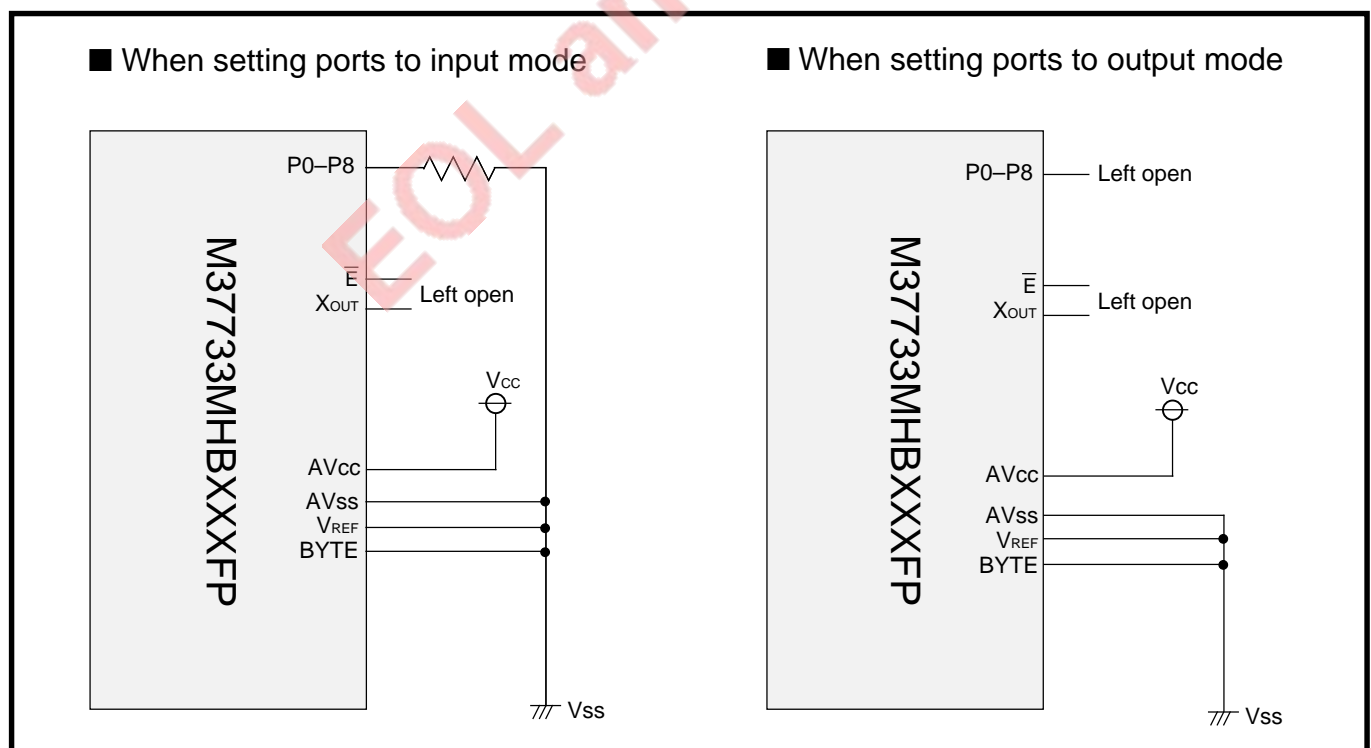 ■ When setting ports to input mode
P0–P8
E
XOUT
Left open
M37733MHBXXXFP
VCC
AVcc
AVss
VREF
BYTE
Vss
■ When setting ports to output mode
P0–P8
Left open
E
XOUT
Left open
M37733MHBXXXFP
Vcc
AVcc
AVss
VREF
BYTE
Vss
EOL an